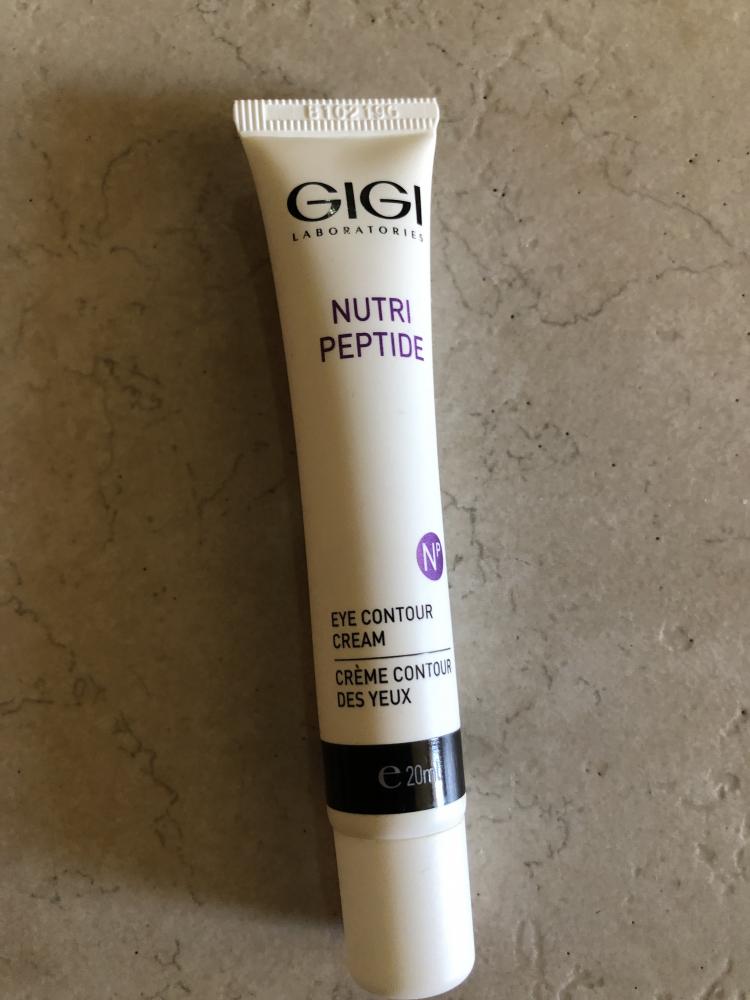 GIGI
LABORATORIES
NUTRI
PEPTIDE
NP
EYE CONTOUR
CREAM
CRÈME CONTOUR
DES YEUX
e 20ml